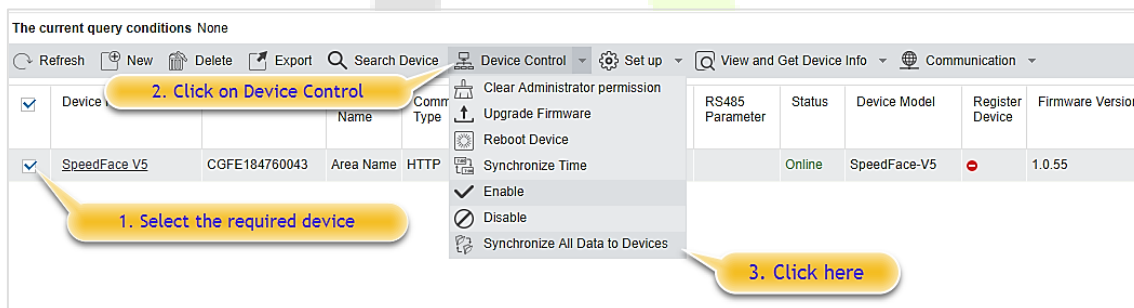 The current query conditions None
Refresh New Delete Export Search Device Device Control Set up View and Get Device Info Communication
2. Click on Device Control
Clear Administrator permission
Upgrade Firmware
Reboot Device
Synchronize Time
Enable
Disable
Synchronize All Data to Devices
Device
Name
Comm
Type
RS485
Parameter
Status
Device Model
Register
Device
Firmware Version
SpeedFace V5 CGFE184760043 Area Name HTTP Online SpeedFace-V5 1.0.55
1. Select the required device
3. Click here